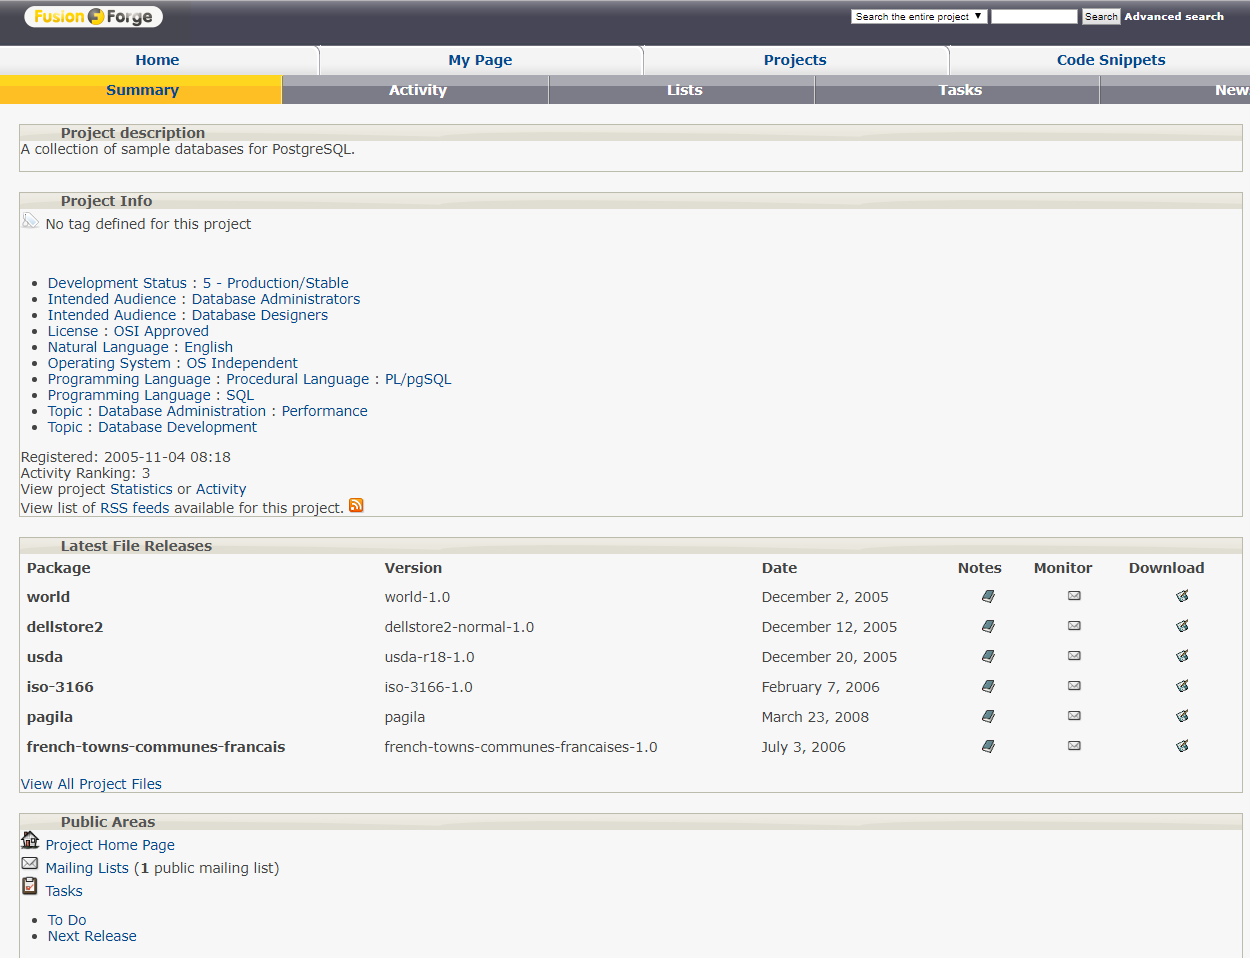 Fusion Forge
Search the entire project Search Advanced search
Home My Page Projects Code Snippets
Summary Activity Lists Tasks New
Project description
A collection of sample databases for PostgreSQL.
Project Info
No tag defined for this project
Development Status : 5 - Production/Stable
Intended Audience : Database Administrators
Intended Audience : Database Designers
License : OSI Approved
Natural Language : English
Operating System : OS Independent
Programming Language : Procedural Language : PL/pgSQL
Programming Language : SQL
Topic : Database Administration : Performance
Topic : Database Development
Registered: 2005-11-04 08:18
Activity Ranking: 3
View project Statistics or Activity
View list of RSS feeds available for this project.
Latest File Releases
Package Version Date Notes Monitor Download
world world-1.0 December 2, 2005
dellstore2 dellstore2-normal-1.0 December 12, 2005
usda usda-r18-1.0 December 20, 2005
iso-3166 iso-3166-1.0 February 7, 2006
pagila pagila March 23, 2008
french-towns-communes-francais french-towns-communes-francaises-1.0 July 3, 2006
View All Project Files
Public Areas
Project Home Page
Mailing Lists (1 public mailing list)
Tasks
To Do
Next Release